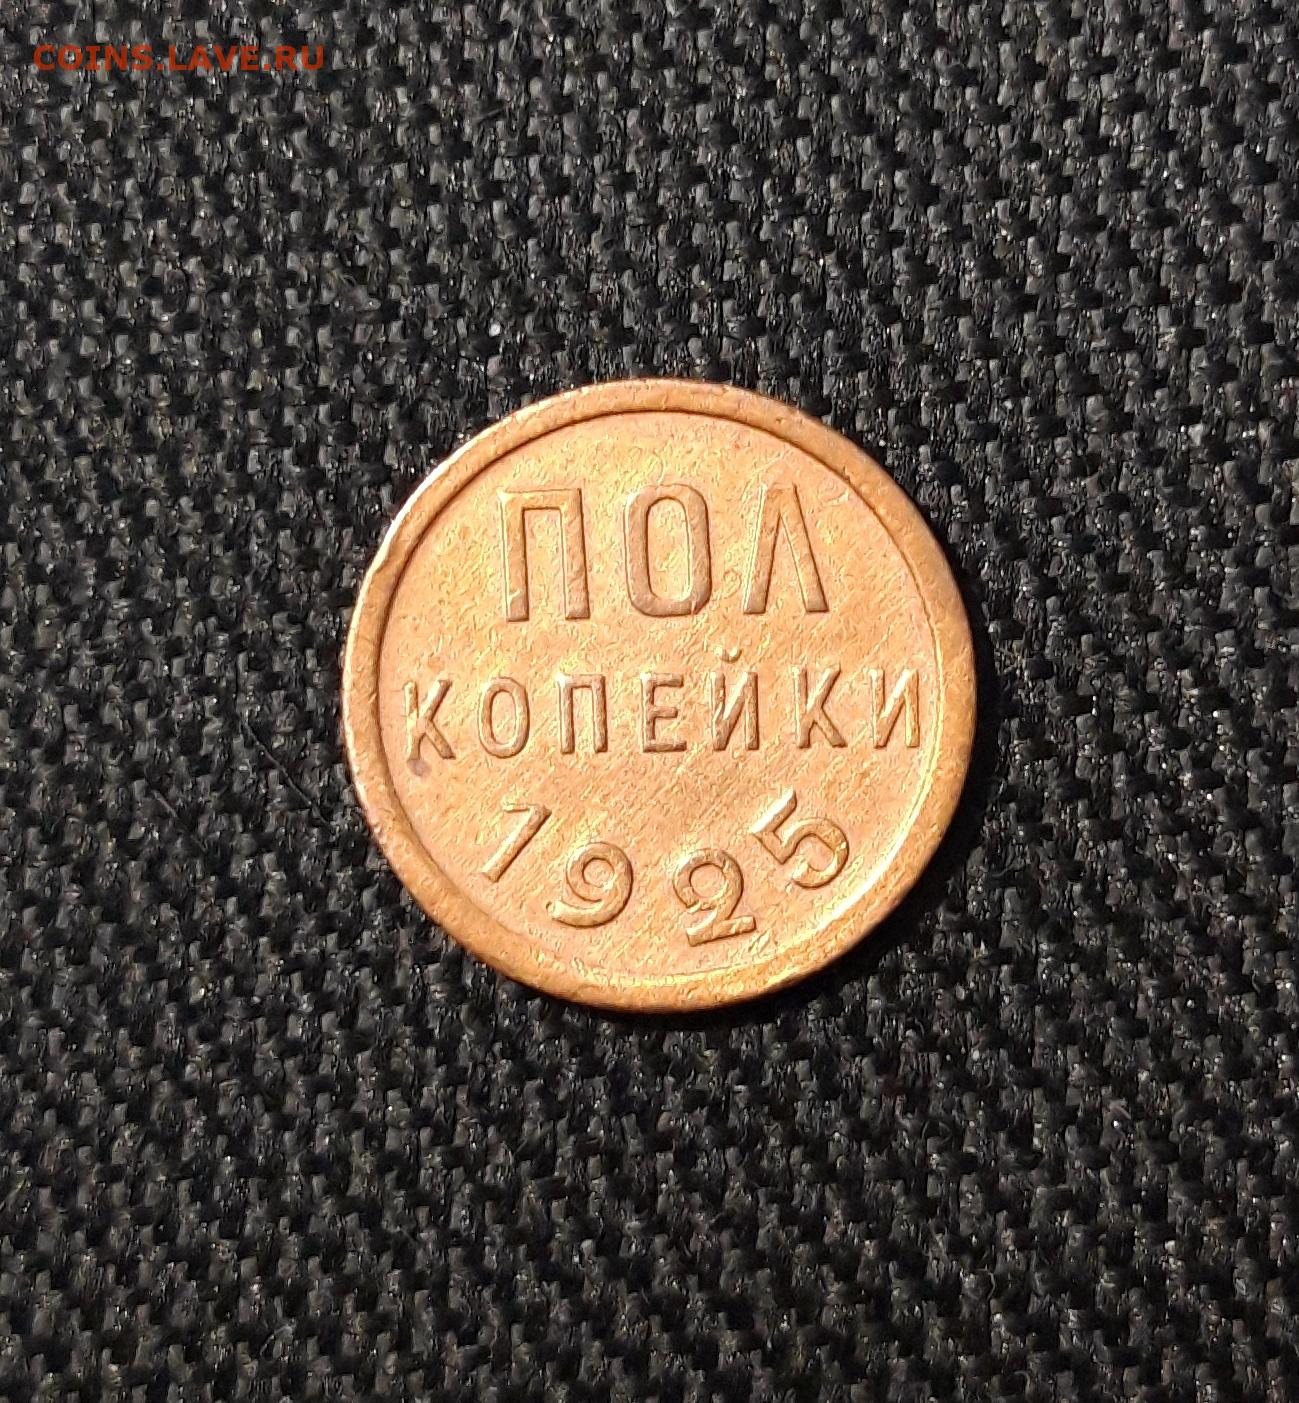 COINS.LAVE.RU
ПОЛ
КОПЕЙКИ
1925